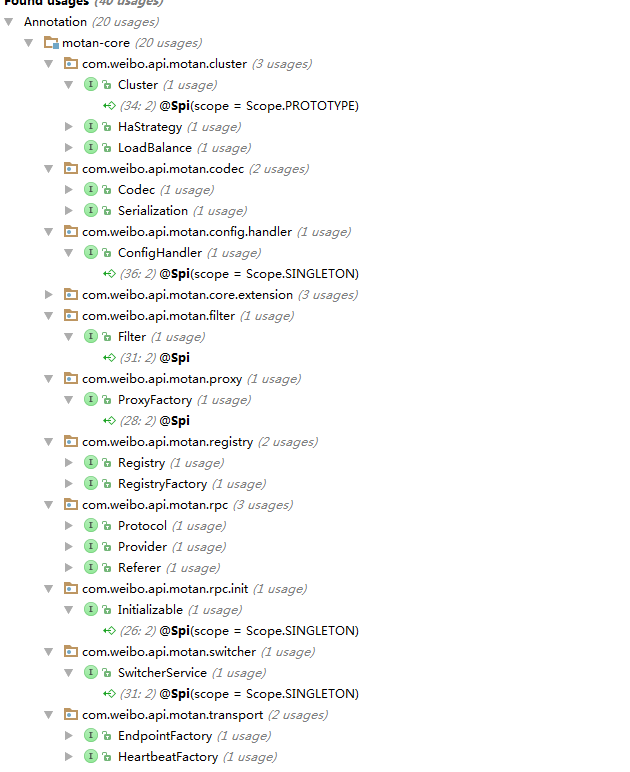 Found usages (40 usages)
Annotation (20 usages)
motan-core (20 usages)
com.weibo.api.motan.cluster (3 usages)
Cluster (1 usage)
(34: 2) @Spi(scope = Scope.PROTOTYPE)
HaStrategy (1 usage)
LoadBalance (1 usage)
com.weibo.api.motan.codec (2 usages)
Codec (1 usage)
Serialization (1 usage)
com.weibo.api.motan.config.handler (1 usage)
ConfigHandler (1 usage)
(36: 2) @Spi(scope = Scope.SINGLETON)
com.weibo.api.motan.core.extension (3 usages)
com.weibo.api.motan.filter (1 usage)
Filter (1 usage)
(31: 2) @Spi
com.weibo.api.motan.proxy (1 usage)
ProxyFactory (1 usage)
(28: 2) @Spi
com.weibo.api.motan.registry (2 usages)
Registry (1 usage)
RegistryFactory (1 usage)
com.weibo.api.motan.rpc (3 usages)
Protocol (1 usage)
Provider (1 usage)
Referer (1 usage)
com.weibo.api.motan.rpc.init (1 usage)
Initializable (1 usage)
(26: 2) @Spi(scope = Scope.SINGLETON)
com.weibo.api.motan.switcher (1 usage)
SwitcherService (1 usage)
(31: 2) @Spi(scope = Scope.SINGLETON)
com.weibo.api.motan.transport (2 usages)
EndpointFactory (1 usage)
HeartbeatFactory (1 usage)